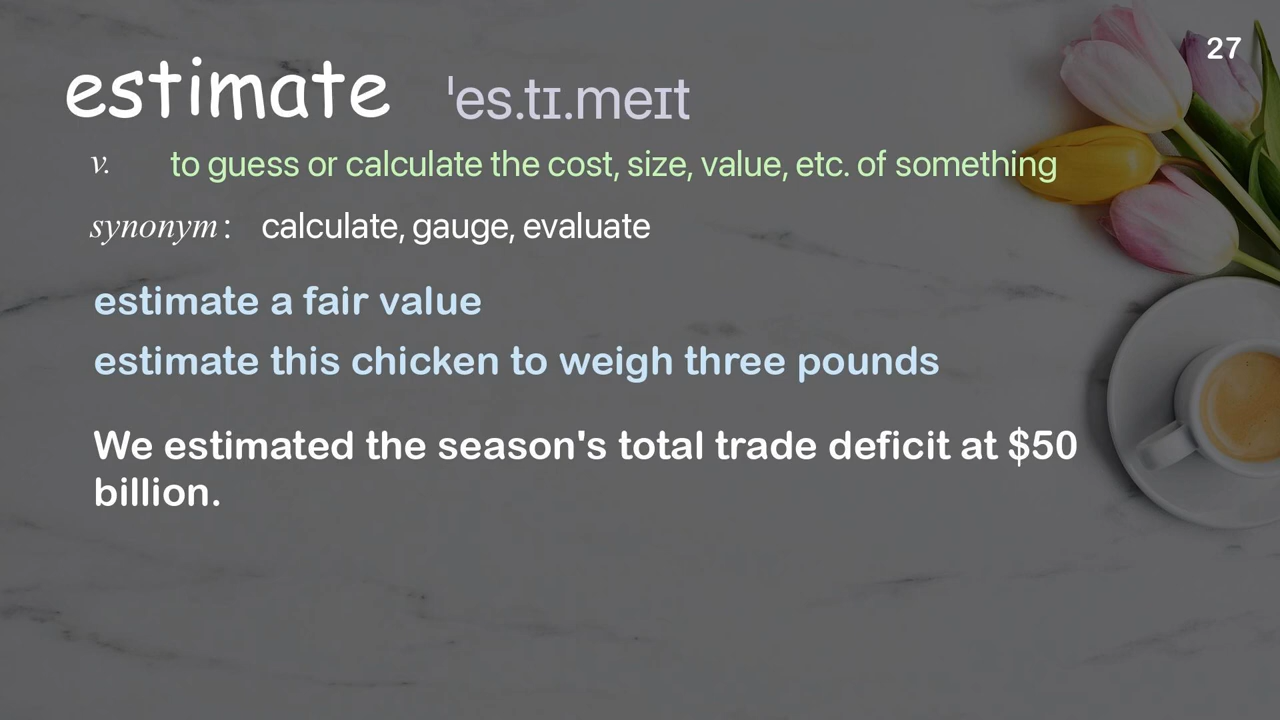 27
estimate ˈes.tɪ.meɪt
v. to guess or calculate the cost, size, value, etc. of something
synonym: calculate, gauge, evaluate
estimate a fair value
estimate this chicken to weigh three pounds
We estimated the season's total trade deficit at $50
billion.